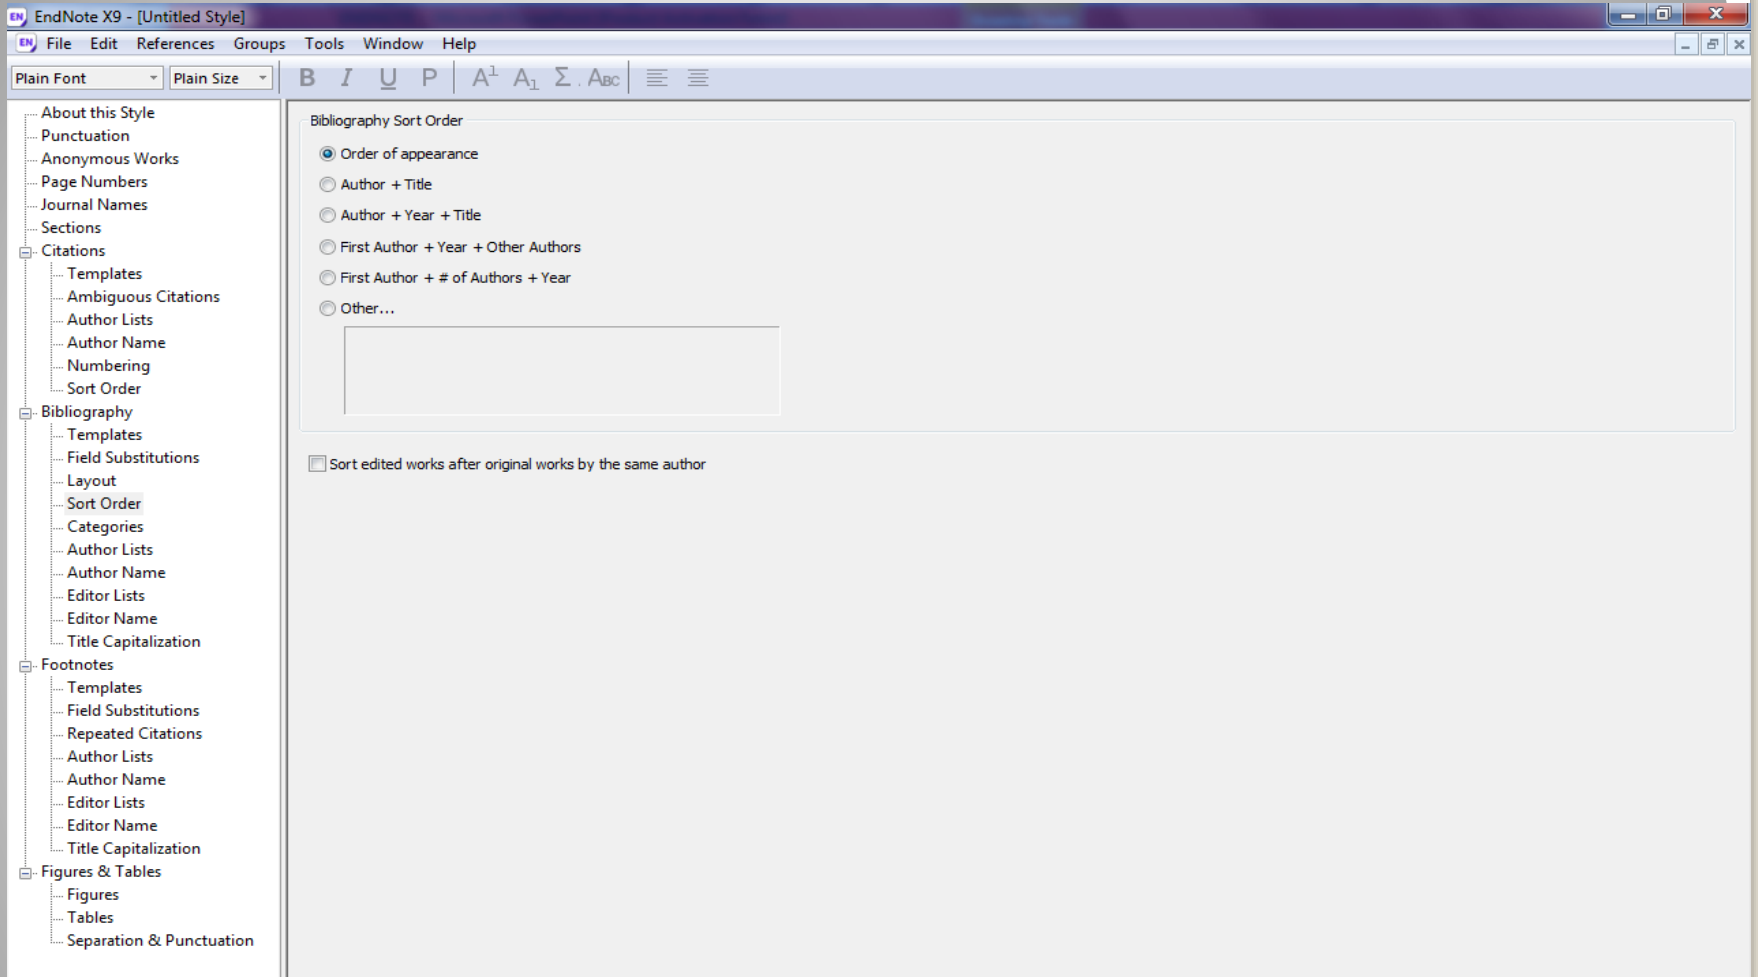 EndNote X9 - [Untitled Style]
File Edit References Groups Tools Window Help
Plain Font Plain Size B I U P A1 A1 Σ ABC
About this Style
Punctuation
Anonymous Works
Page Numbers
Journal Names
Sections
Citations
Templates
Ambiguous Citations
Author Lists
Author Name
Numbering
Sort Order
Bibliography
Templates
Field Substitutions
Layout
Sort Order
Categories
Author Lists
Author Name
Editor Lists
Editor Name
Title Capitalization
Footnotes
Templates
Field Substitutions
Repeated Citations
Author Lists
Author Name
Editor Lists
Editor Name
Title Capitalization
Figures & Tables
Figures
Tables
Separation & Punctuation
Bibliography Sort Order
Order of appearance
Author + Title
Author + Year + Title
First Author + Year + Other Authors
First Author + # of Authors + Year
Other...
Sort edited works after original works by the same author